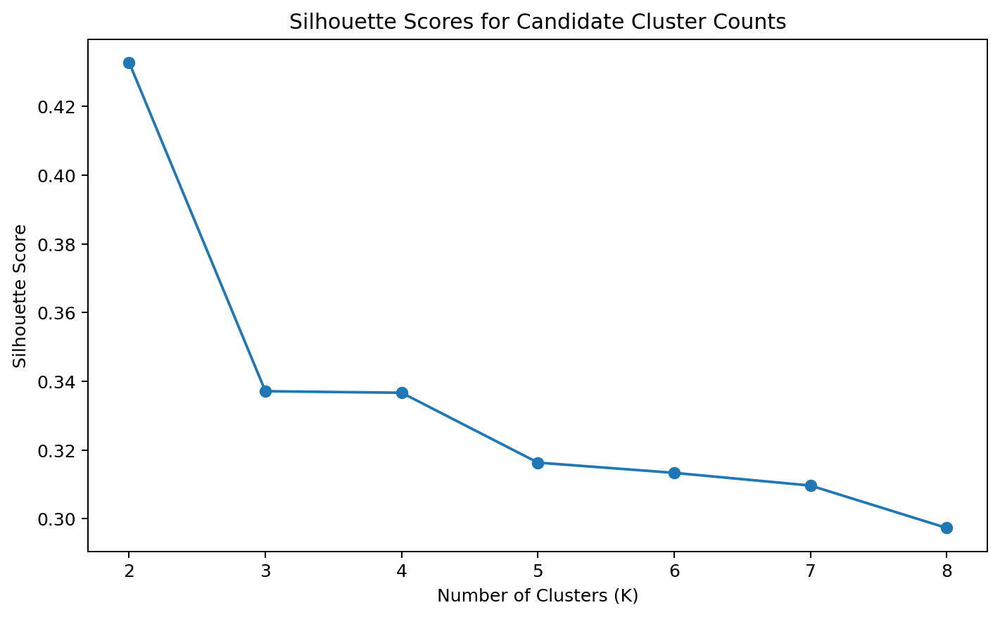 Silhouette Scores for Candidate Cluster Counts
Silhouette Score
0.42
0.40
0.38
0.36
0.34
0.32
0.30
2 3 4 5 6 7 8
Number of Clusters (K)